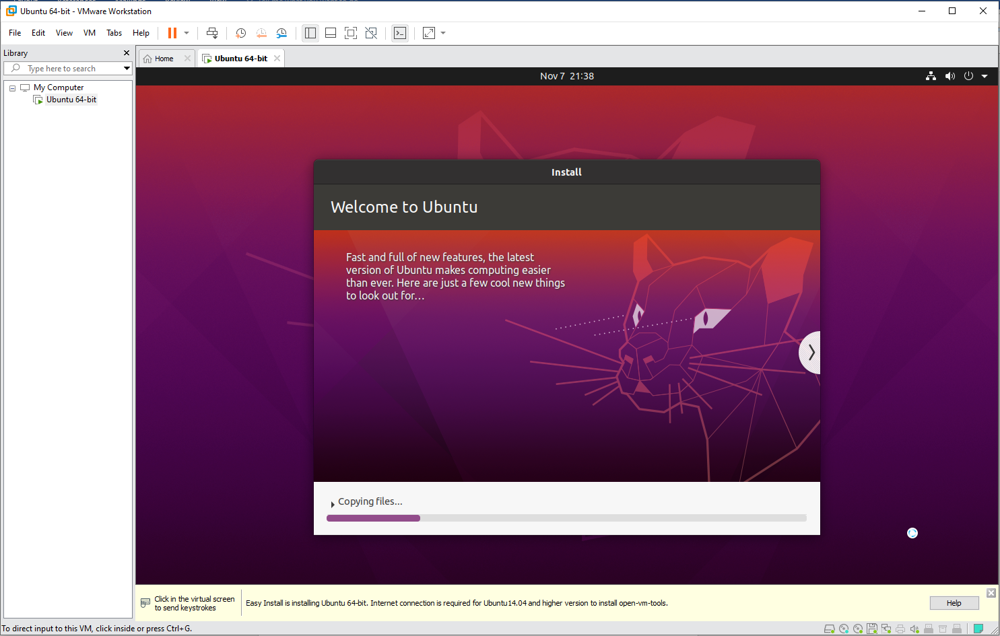 Ubuntu 64-bit - VMware Workstation
File Edit View VM Tabs Help
Library
Type here to search
My Computer
Ubuntu 64-bit
Home
Ubuntu 64-bit
Nov 7 21:38
Install
Welcome to Ubuntu
Fast and full of new features, the latest
version of Ubuntu makes computing easier
than ever. Here are just a few cool new things
to look out for...
Copying files...
Click in the virtual screen
to send keystrokes
Easy Install is installing Ubuntu 64-bit. Internet connection is required for Ubuntu14.04 and higher version to install open-vm-tools.
Help
To direct input to this VM, click inside or press Ctrl+G.